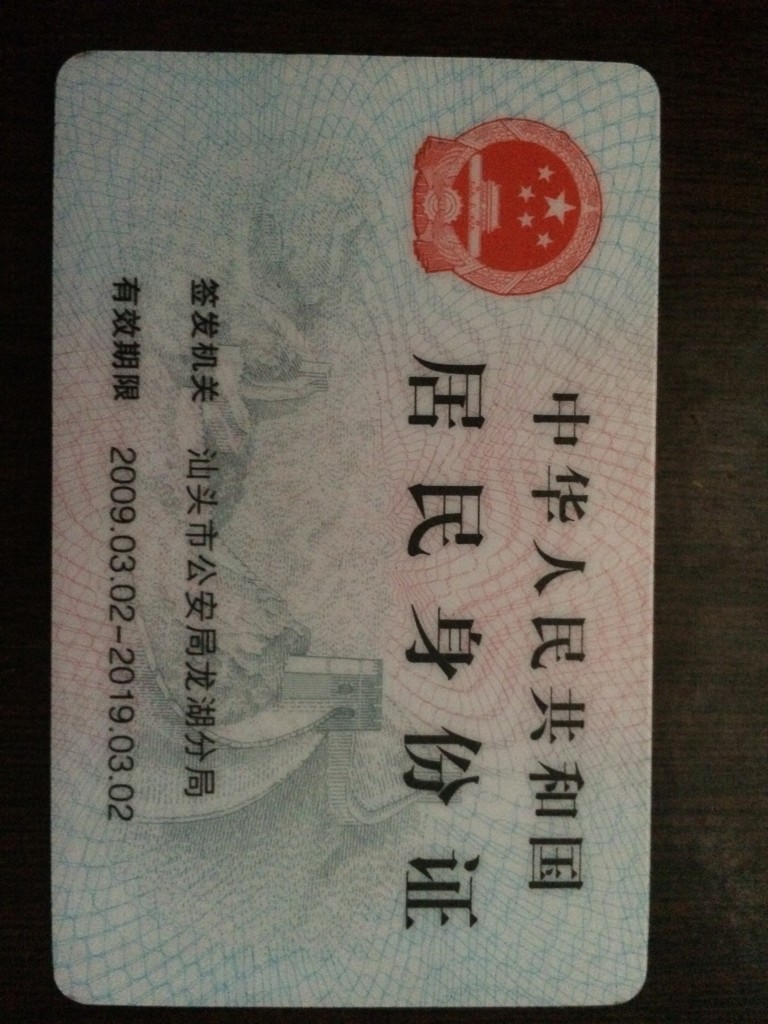 中华人民共和国
居民身份证
签发机关 汕头市公安局龙湖分局
有效期限 2009.03.02-2019.03.02